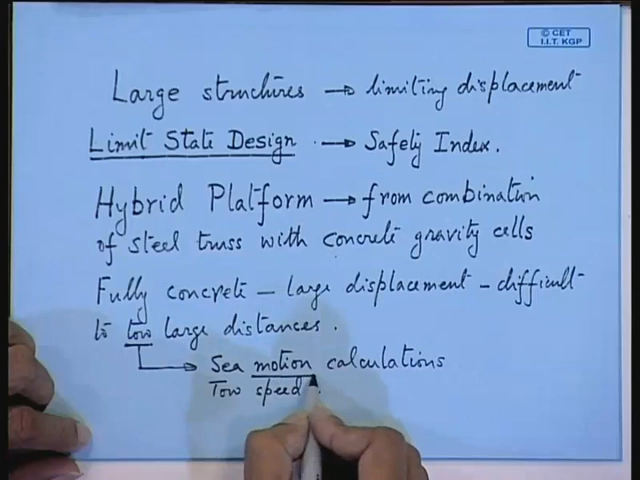 © CET
I.I.T. KGP
Large structures → limiting displacement
Limit State Design → Safety Index.
Hybrid Platform → from combination
of steel truss with concrete gravity cells
Fully concrete – large displacement – difficult
to tow large distances.
→ Sea motion calculations
Tow speed.